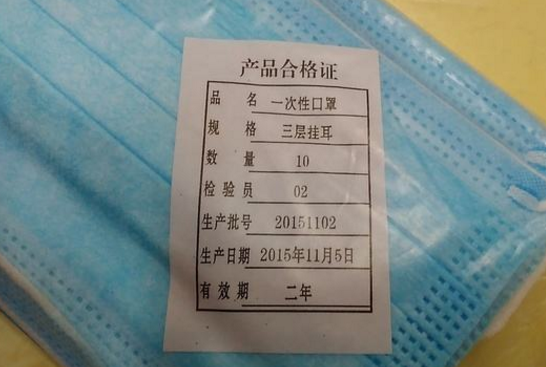 产品合格证
品 名 一次性口罩
规 格 三层挂耳
数 量 10
检验员 02
生产批号 20151102
生产日期 2015年11月5日
有效期 二年